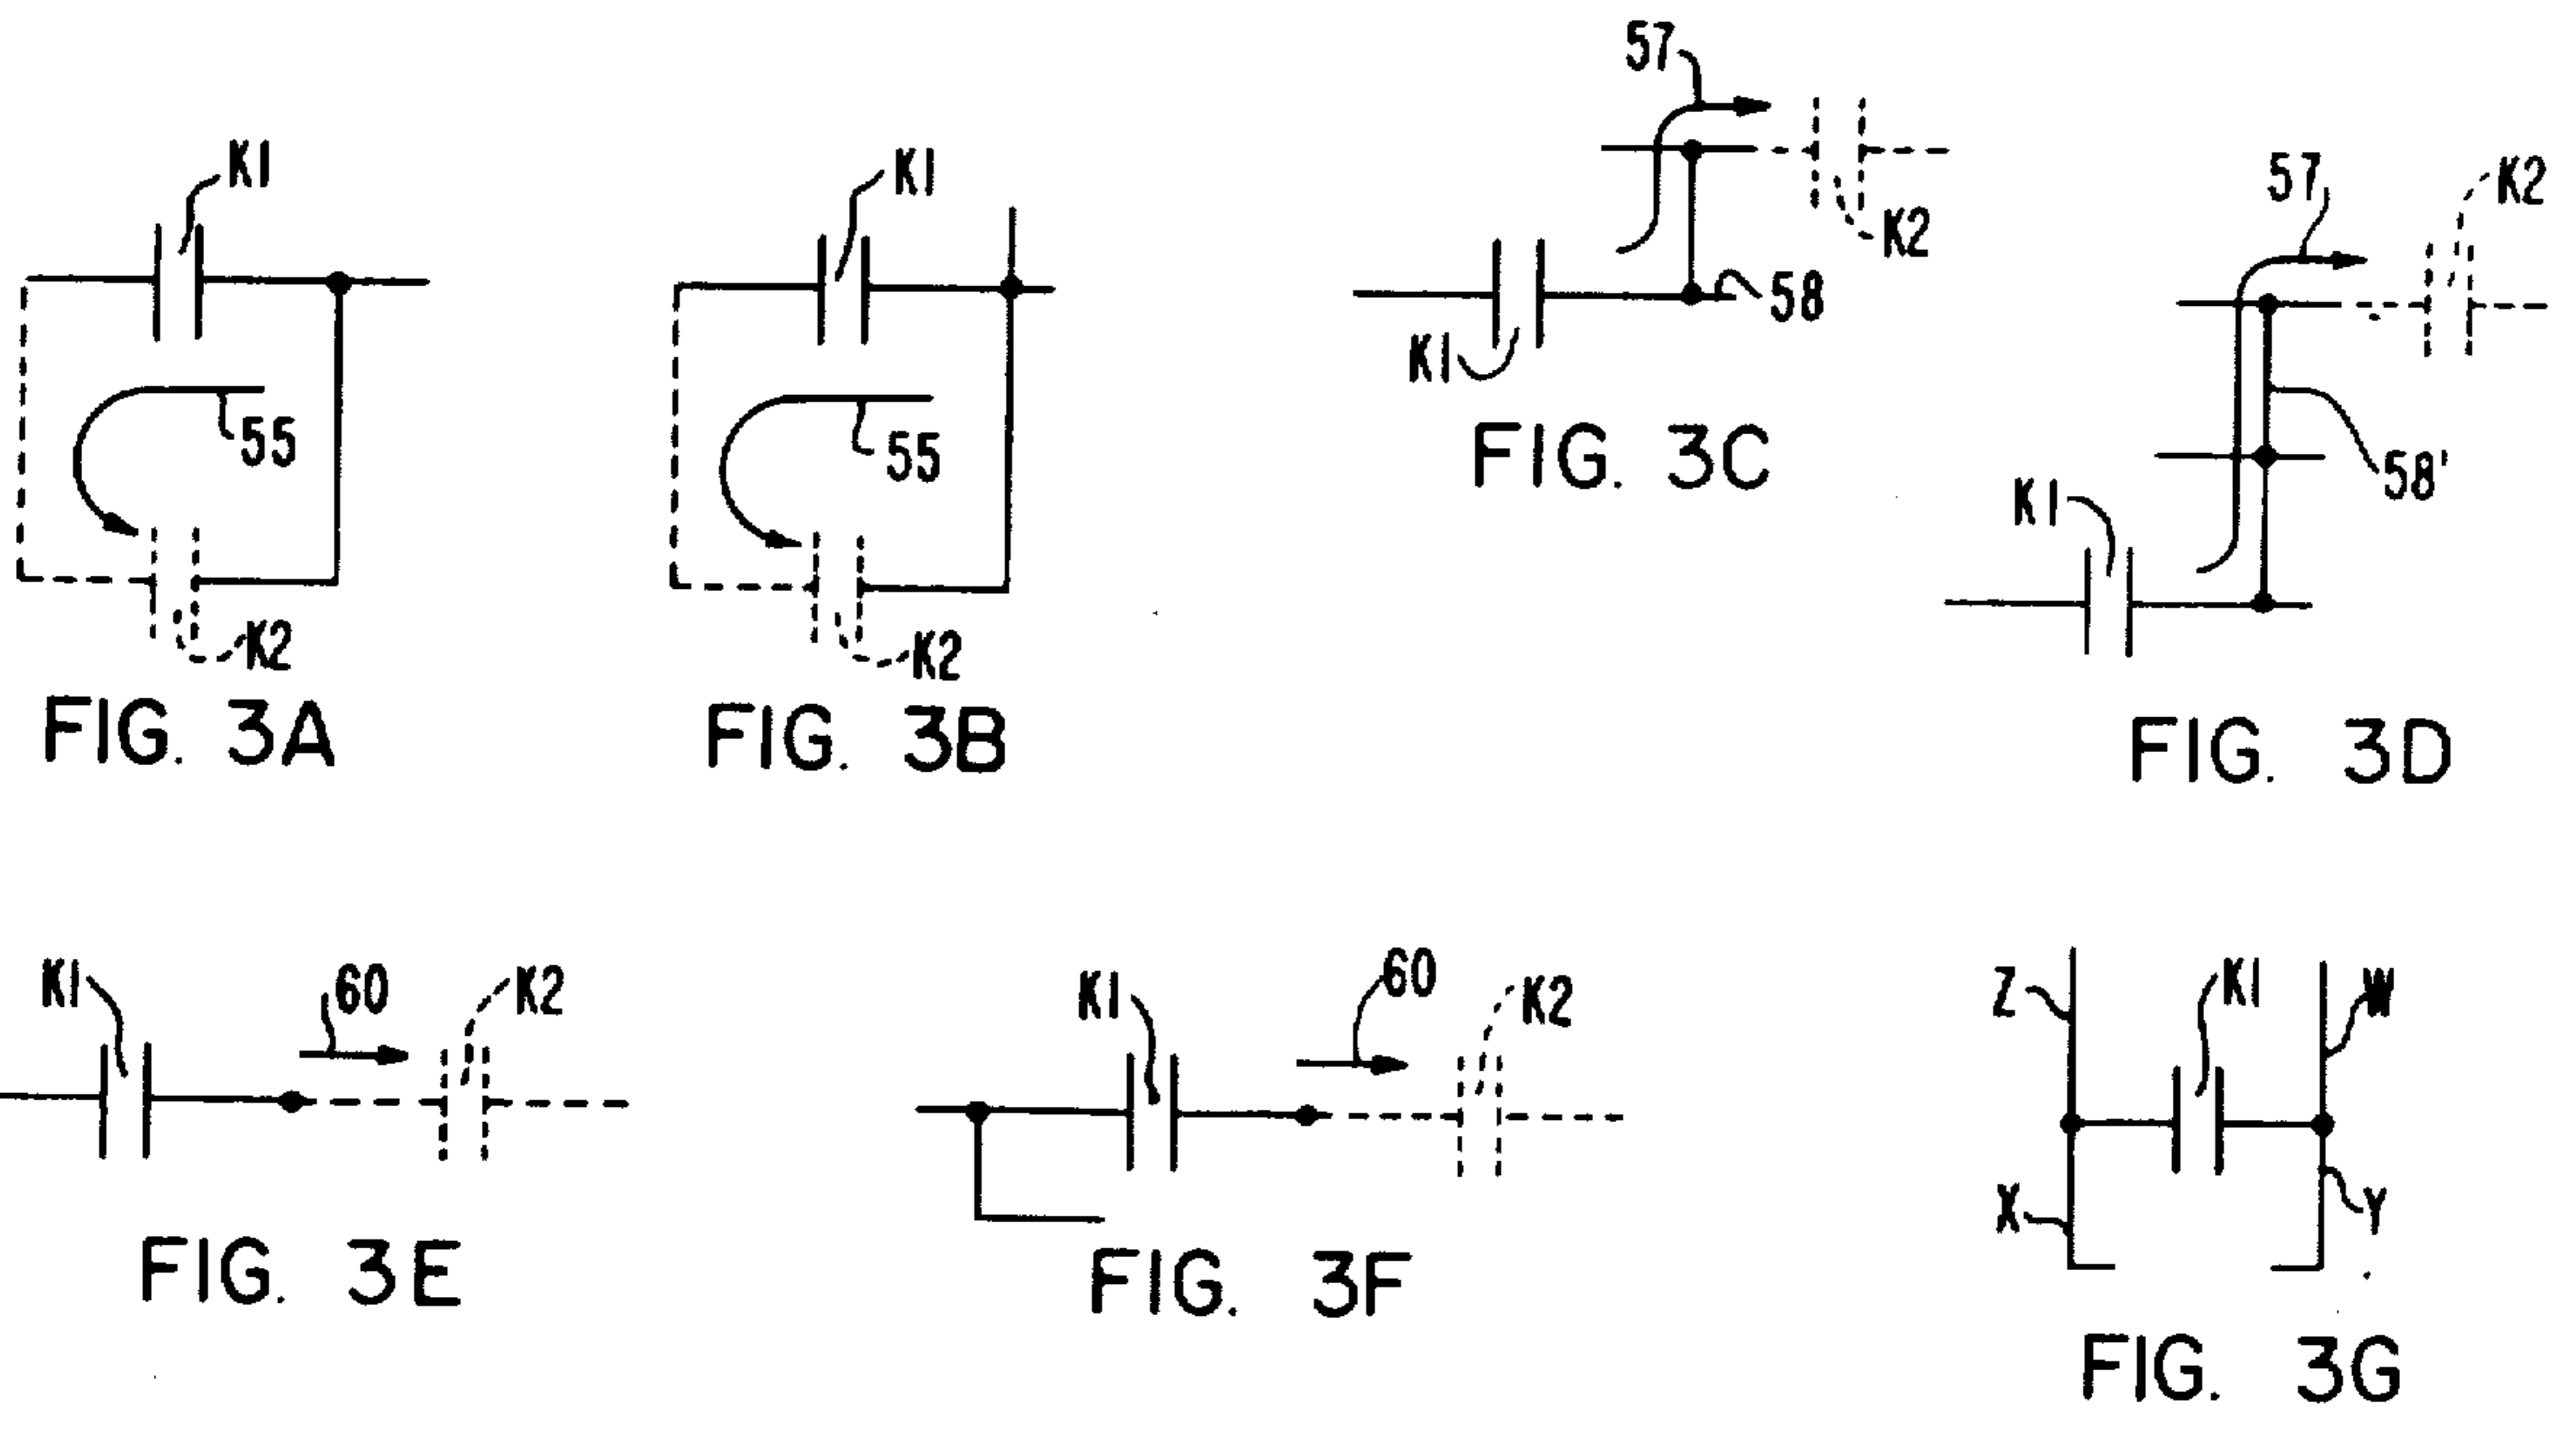 K1
55
K2
FIG. 3A
K1
55
K2
FIG. 3B
57
K2
58
K1
FIG. 3C
57
K2
58'
K1
FIG. 3D
K1
60
K2
FIG. 3E
K1
60
K2
FIG. 3F
Z
K1
W
X
Y
FIG. 3G